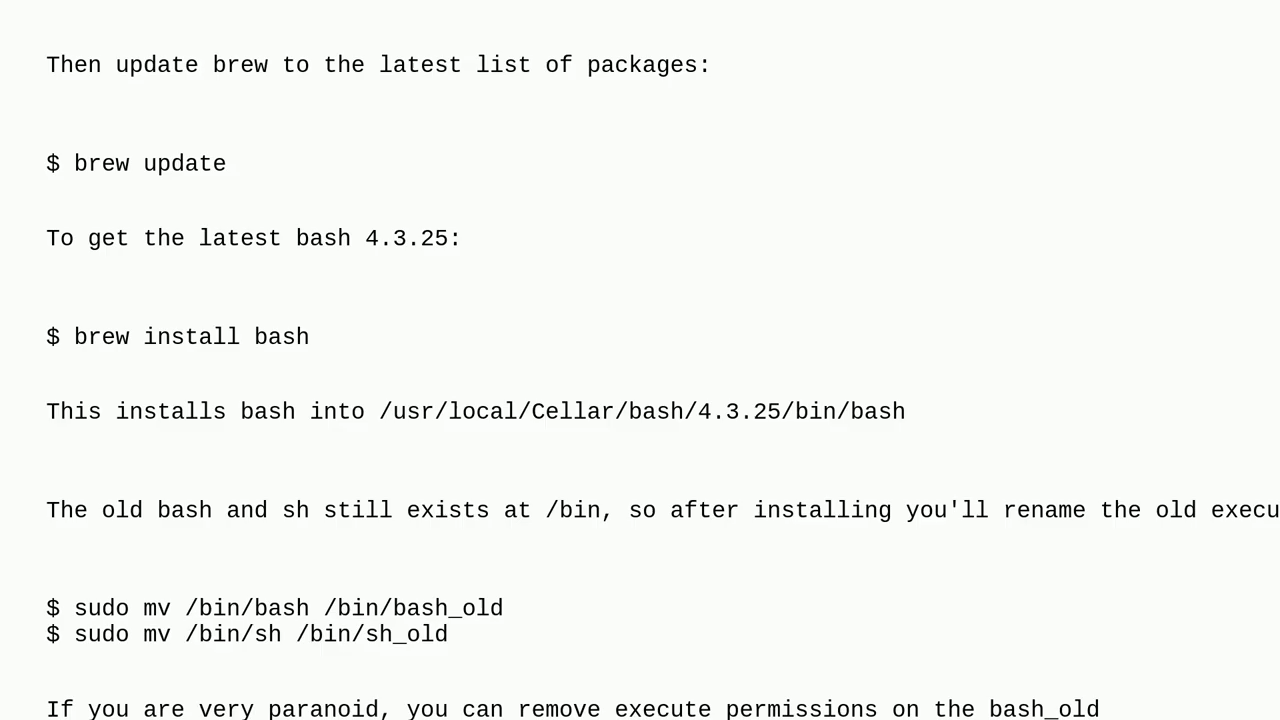 Then update brew to the latest list of packages:
$ brew update
To get the latest bash 4.3.25:
$ brew install bash
This installs bash into /usr/local/Cellar/bash/4.3.25/bin/bash
The old bash and sh still exists at /bin, so after installing you'll rename the old execu
$ sudo mv /bin/bash /bin/bash_old
$ sudo mv /bin/sh /bin/sh_old
If you are very paranoid, you can remove execute permissions on the bash_old